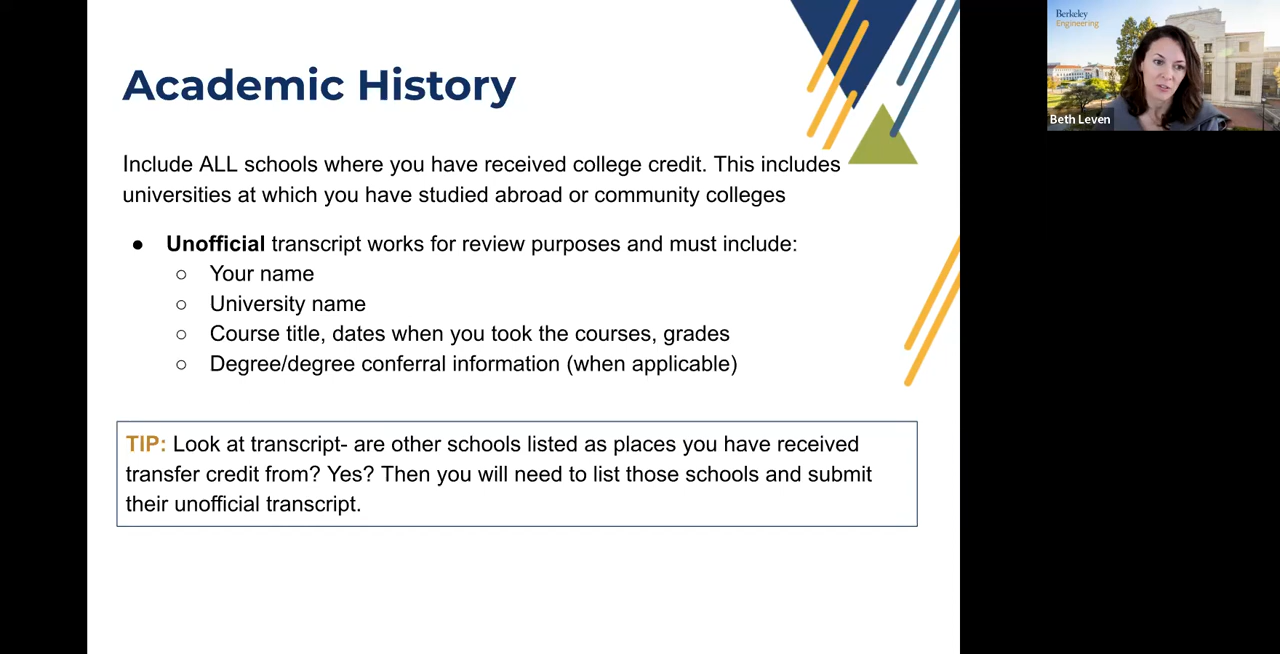 Academic History
Include ALL schools where you have received college credit. This includes
universities at which you have studied abroad or community colleges
● Unofficial transcript works for review purposes and must include:
○ Your name
○ University name
○ Course title, dates when you took the courses, grades
○ Degree/degree conferral information (when applicable)
TIP: Look at transcript- are other schools listed as places you have received
transfer credit from? Yes? Then you will need to list those schools and submit
their unofficial transcript.
Berkeley
Engineering
Beth Leven